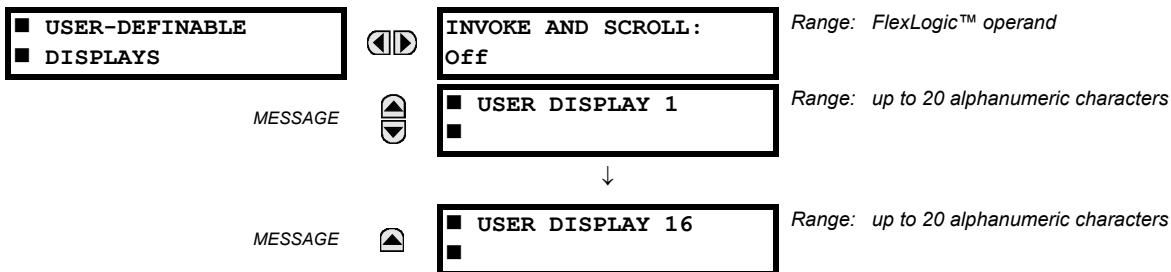 ■ USER-DEFINABLE
■ DISPLAYS
INVOKE AND SCROLL:
Off
Range: FlexLogic™ operand
MESSAGE
■ USER DISPLAY 1
■
Range: up to 20 alphanumeric characters
↓
MESSAGE
■ USER DISPLAY 16
■
Range: up to 20 alphanumeric characters